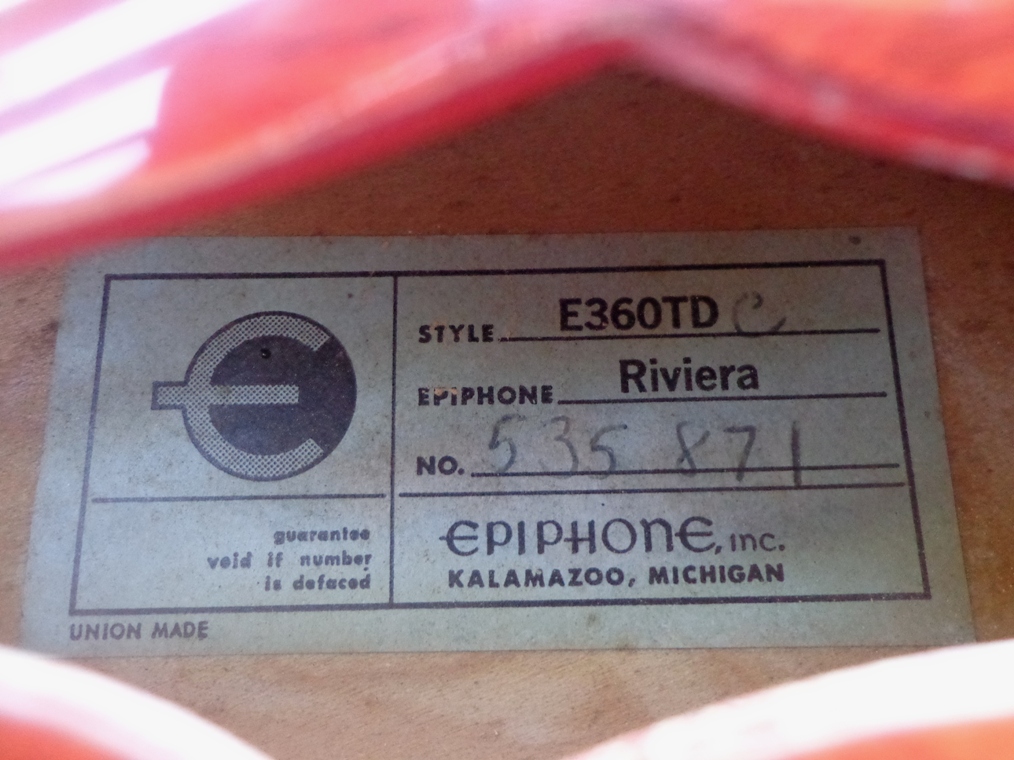 STYLE E360TD C
EPIPHONE Riviera
NO. 535 871
guarantee
void if number
is defaced
EPIPHONE, INC.
KALAMAZOO, MICHIGAN
UNION MADE